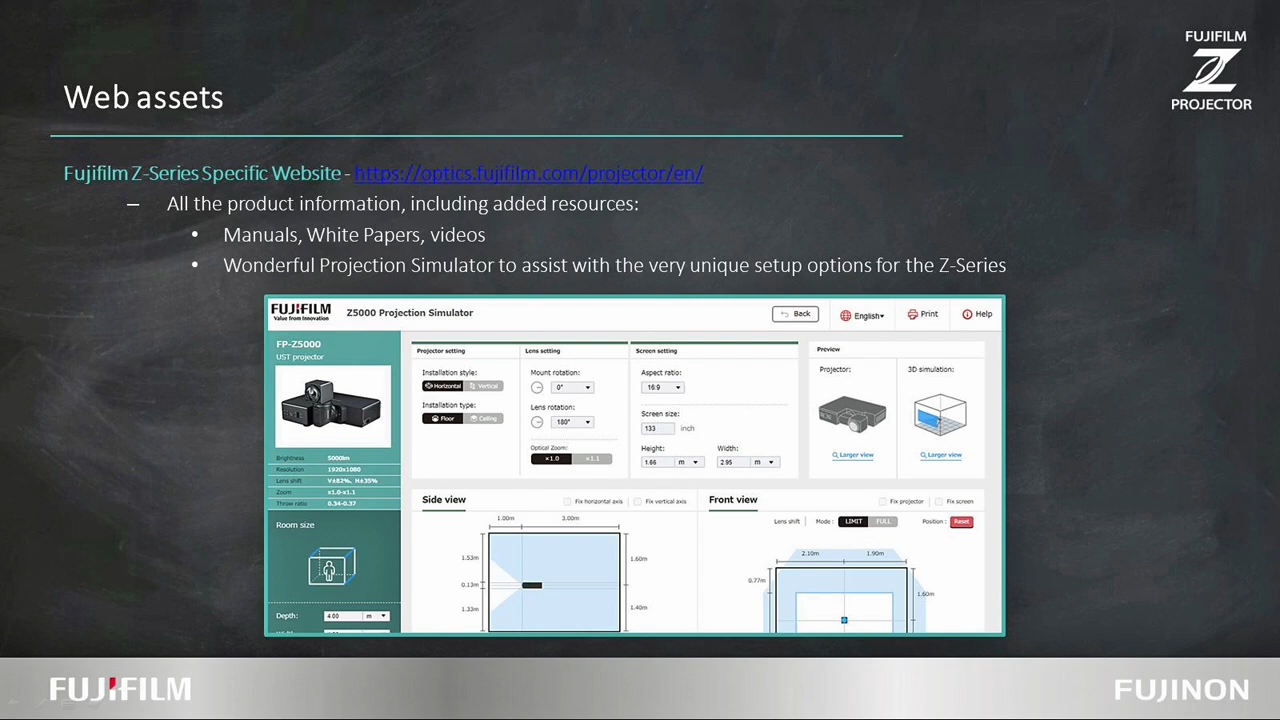 FUJIFILM
Z
PROJECTOR
Web assets
Fujifilm Z-Series Specific Website - https://optics.fujifilm.com/projector/en/
– All the product information, including added resources:
• Manuals, White Papers, videos
• Wonderful Projection Simulator to assist with the very unique setup options for the Z-Series
FUJIFILM
Value from Innovation
Z5000 Projection Simulator
Back
English
Print
Help
FP-Z5000
UST projector
Brightness 5000lm
Resolution 1920x1080
Lens shift V±82%, H±35%
Zoom x1.0-x1.1
Throw ratio 0.34-0.37
Room size
Depth: 4.00 m
Projector setting
Installation style:
Horizontal Vertical
Installation type:
Floor Ceiling
Lens setting
Mount rotation:
0°
Lens rotation:
180°
Optical Zoom:
x1.0 x1.1
Screen setting
Aspect ratio:
16:9
Screen size:
133 inch
Height: Width:
1.66 m 2.95 m
Preview
Projector: 3D simulation:
Larger view Larger view
Side view Fix horizontal axis Fix vertical axis
1.00m 3.00m
1.53m
1.60m
0.13m
1.33m
1.40m
Front view Fix projector Fix screen
Lens shift Mode : LIMIT FULL Position : Reset
2.10m 1.90m
0.77m
1.60m
FUJIFILM
FUJINON